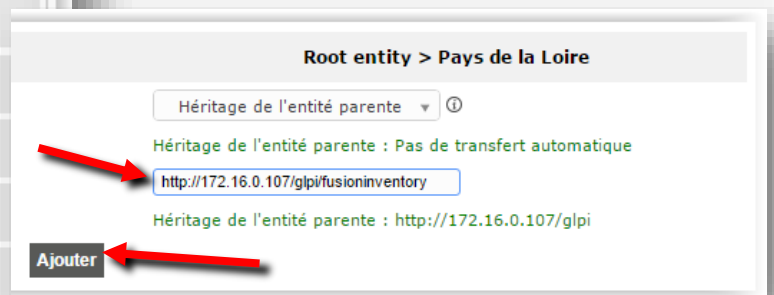 Root entity > Pays de la Loire
Héritage de l'entité parente
Héritage de l'entité parente : Pas de transfert automatique
http://172.16.0.107/glpi/fusioninventory
Héritage de l'entité parente : http://172.16.0.107/glpi
Ajouter